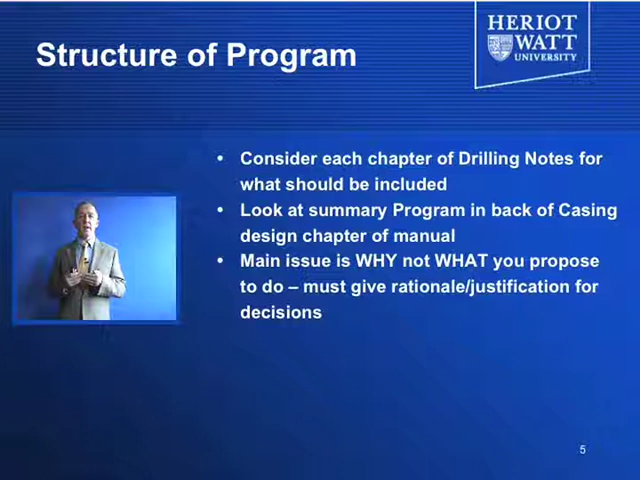 Structure of Program
HERIOT
WATT
UNIVERSITY
• Consider each chapter of Drilling Notes for
what should be included
• Look at summary Program in back of Casing
design chapter of manual
• Main issue is WHY not WHAT you propose
to do – must give rationale/justification for
decisions
5